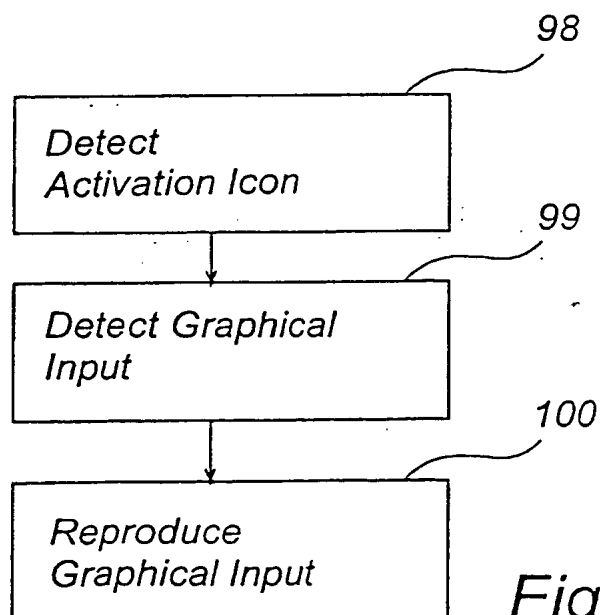 98
Detect
Activation Icon
99
Detect Graphical
Input
100
Reproduce
Graphical Input
Fig